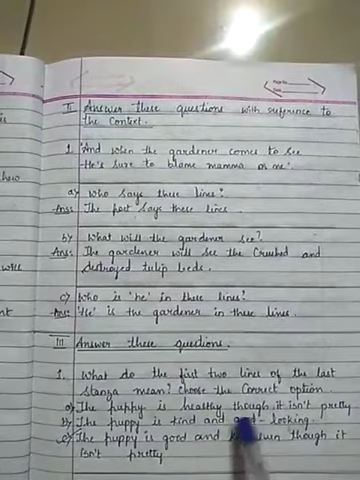 II Answer these questions with reference to
the Context.
1. "And when the gardener comes to see
He's sure to blame mamma or me".
a) Who says these lines?
Ans: The poet says these lines.
b) What will the gardener see?
Ans: The gardener will see the Crushed and
destroyed tulip beds.
c) Who is 'he' in these lines?
Ans: 'He' is the gardener in these lines.
III Answer these questions.
1. What do the first two lines of the last
Stanza mean? Choose the Correct option.
a) The puppy is healthy though it isn't pretty
b) The puppy is kind and looking.
c) The puppy is good and even though it
isn't pretty